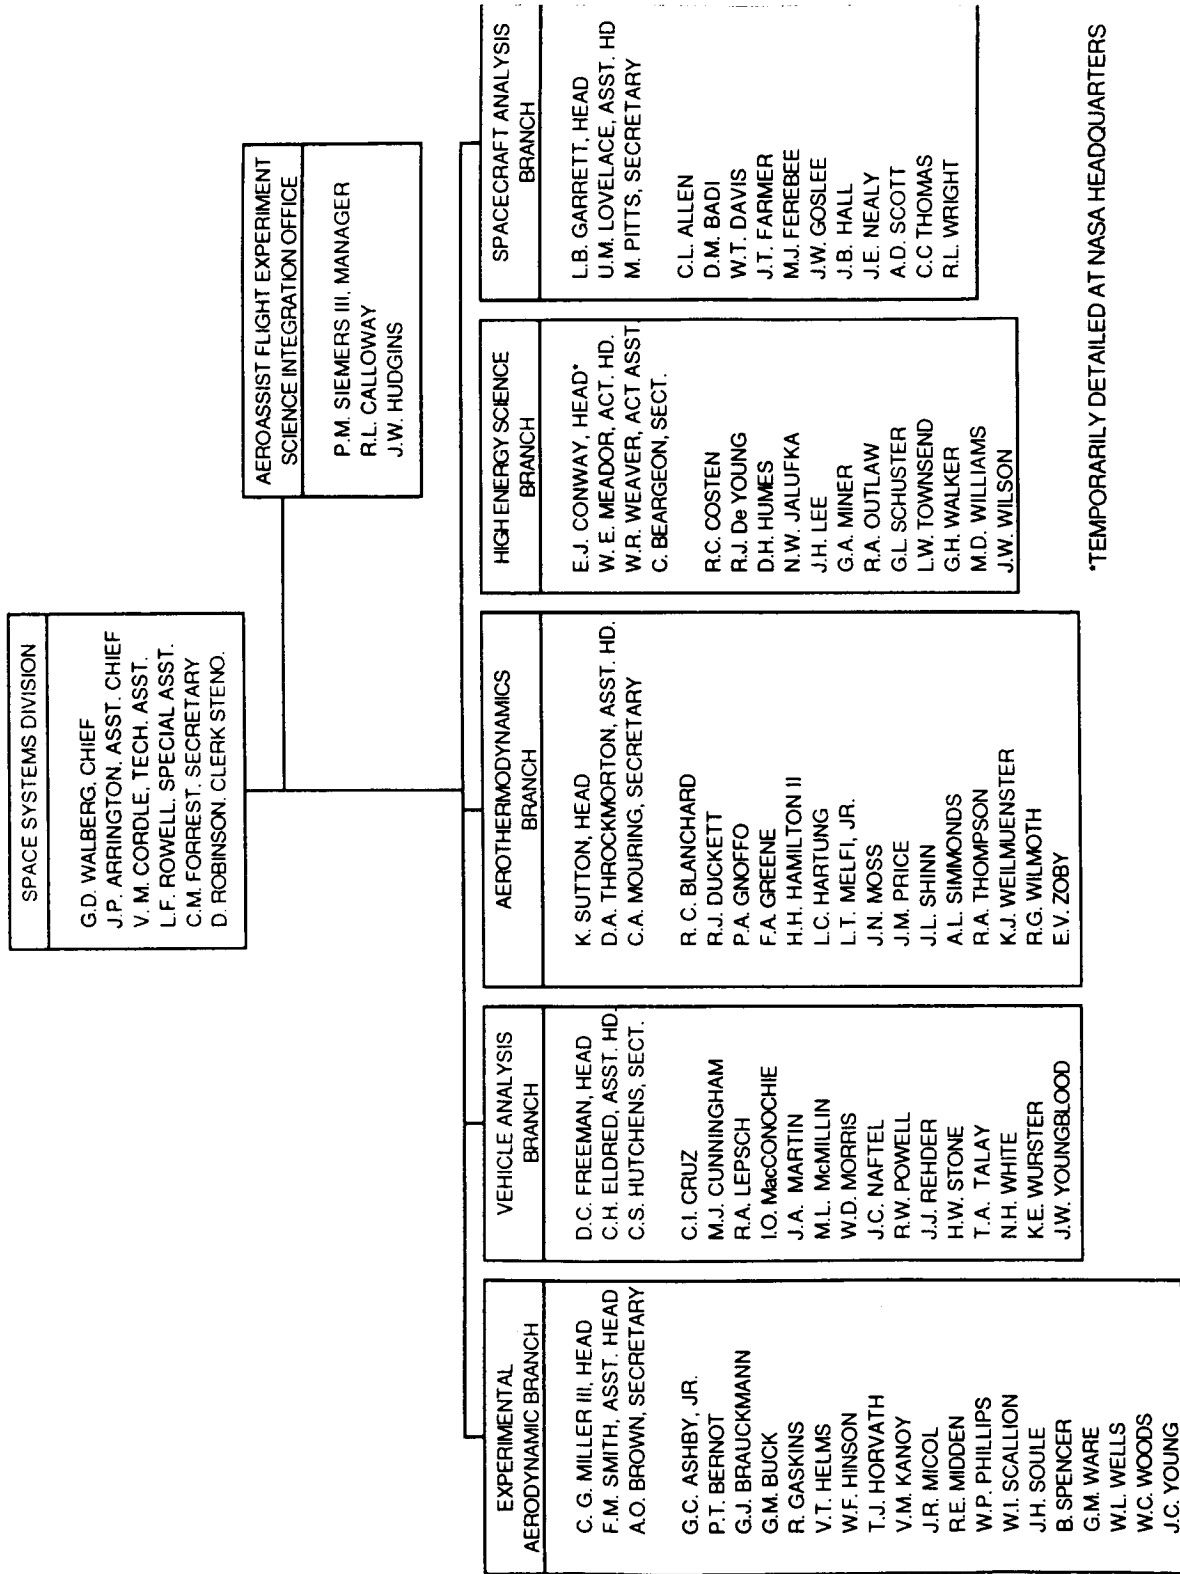 SPACE SYSTEMS DIVISION
G.D. WALBERG, CHIEF
J.P. ARRINGTON, ASST. CHIEF
V. M. CORDLE, TECH. ASST.
L.F. ROWELL, SPECIAL ASST.
C.M. FORREST, SECRETARY
D. ROBINSON, CLERK STENO.
AEROASSIST FLIGHT EXPERIMENT
SCIENCE INTEGRATION OFFICE
P.M. SIEMERS III, MANAGER
R.L. CALLOWAY
J.W. HUDGINS
EXPERIMENTAL
AERODYNAMIC BRANCH
C. G. MILLER III, HEAD
F.M. SMITH, ASST. HEAD
A.O. BROWN, SECRETARY
G.C. ASHBY, JR.
P.T. BERNOT
G.J. BRAUCKMANN
G.M. BUCK
R. GASKINS
V.T. HELMS
W.F. HINSON
T.J. HORVATH
V.M. KANOY
J.R. MICOL
R.E. MIDDEN
W.P. PHILLIPS
W.I. SCALLION
J.H. SOULE
B. SPENCER
G.M. WARE
W.L. WELLS
W.C. WOODS
J.C. YOUNG
VEHICLE ANALYSIS
BRANCH
D.C. FREEMAN, HEAD
C.H. ELDRED, ASST. HD.
C.S. HUTCHENS, SECT.
C.I. CRUZ
M.J. CUNNINGHAM
R.A. LEPSCH
I.O. MacCONOCHIE
J.A. MARTIN
M.L. McMILLIN
W.D. MORRIS
J.C. NAFTEL
R.W. POWELL
J.J. REHDER
H.W. STONE
T.A. TALAY
N.H. WHITE
K.E. WURSTER
J.W. YOUNGBLOOD
AEROTHERMODYNAMICS
BRANCH
K. SUTTON, HEAD
D.A. THROCKMORTON, ASST. HD.
C.A. MOURING, SECRETARY
R. C. BLANCHARD
R.J. DUCKETT
P.A. GNOFFO
F.A. GREENE
H.H. HAMILTON II
L.C. HARTUNG
L.T. MELFI, JR.
J.N. MOSS
J.M. PRICE
J.L. SHINN
A.L. SIMMONDS
R.A. THOMPSON
K.J. WEILMUENSTER
R.G. WILMOTH
E.V. ZOBY
HIGH ENERGY SCIENCE
BRANCH
E.J. CONWAY, HEAD*
W. E. MEADOR, ACT. HD.
W.R. WEAVER, ACT ASST
C. BEARGEON, SECT.
R.C. COSTEN
R.J. De YOUNG
D.H. HUMES
N.W. JALUFKA
J.H. LEE
G.A. MINER
R.A. OUTLAW
G.L. SCHUSTER
L.W. TOWNSEND
G.H. WALKER
M.D. WILLIAMS
J.W. WILSON
SPACECRAFT ANALYSIS
BRANCH
L.B. GARRETT, HEAD
U.M. LOVELACE, ASST. HD
M. PITTS, SECRETARY
C.L. ALLEN
D.M. BADI
W.T. DAVIS
J.T. FARMER
M.J. FEREBEE
J.W. GOSLEE
J.B. HALL
J.E. NEALY
A.D. SCOTT
C.C THOMAS
R.L. WRIGHT
*TEMPORARILY DETAILED AT NASA HEADQUARTERS